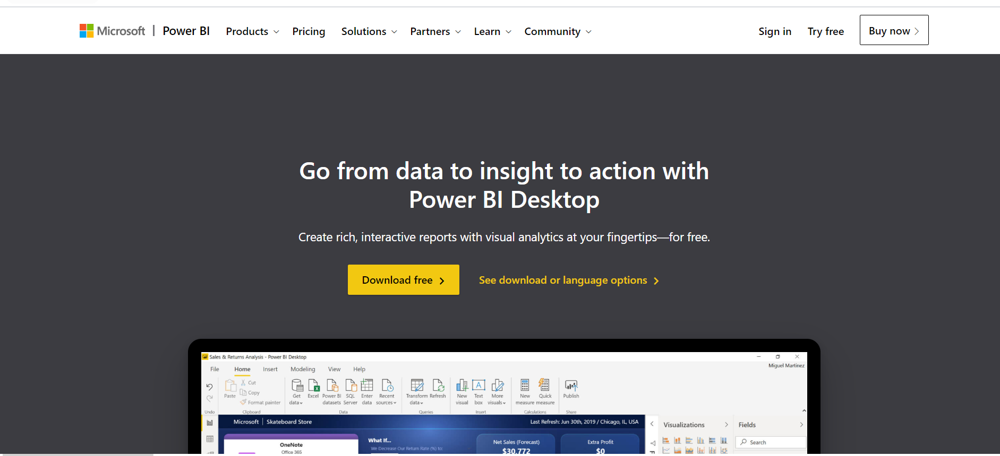 Microsoft | Power BI Products Pricing Solutions Partners Learn Community Sign in Try free Buy now
Go from data to insight to action with
Power BI Desktop
Create rich, interactive reports with visual analytics at your fingertips—for free.
Download free
See download or language options
Sales & Returns Analysis - Power BI Desktop
Miguel Martinez
File Home Insert Modeling View Help
Undo
Paste
Cut
Copy
Format painter
Clipboard
Get data
Excel
Power BI datasets
SQL Server
Enter data
Recent sources
Data
Transform data
Refresh
Queries
New visual
Text box
More visuals
Insert
New measure
Quick measure
Calculations
Publish
Share
Microsoft | Skateboard Store
Last Refresh: Jun 30th, 2019 / Chicago, IL, USA
OneNote
Office 365
What If...
We Decrease Our Return Rate (%) to:
Net Sales (Forecast)
$30,772
Extra Profit
$0
Visualizations
Fields
Search